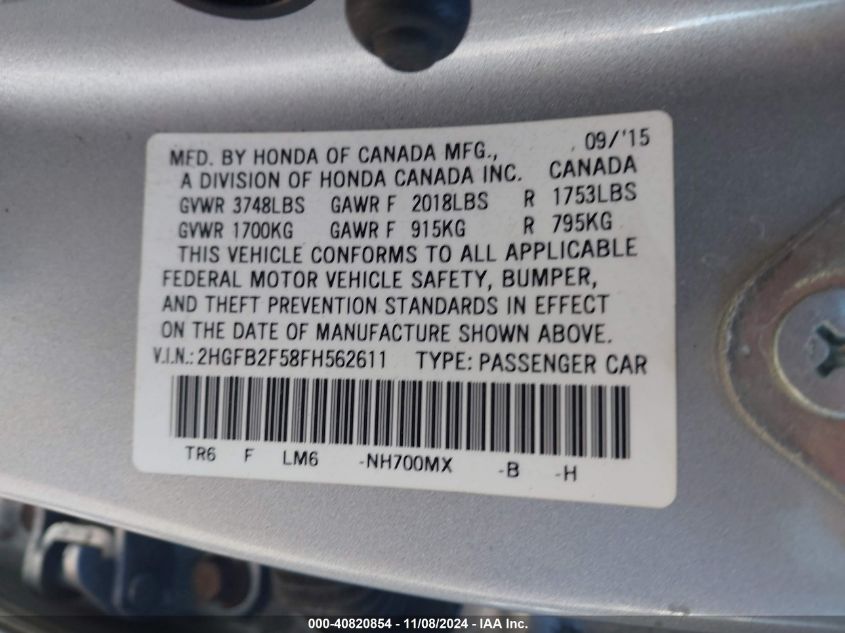 09/'15
MFD. BY HONDA OF CANADA MFG.,
A DIVISION OF HONDA CANADA INC. CANADA
GVWR 3748LBS GAWR F 2018LBS R 1753LBS
GVWR 1700KG GAWR F 915KG R 795KG
THIS VEHICLE CONFORMS TO ALL APPLICABLE
FEDERAL MOTOR VEHICLE SAFETY, BUMPER,
AND THEFT PREVENTION STANDARDS IN EFFECT
ON THE DATE OF MANUFACTURE SHOWN ABOVE.
V.I.N.: 2HGFB2F58FH562611 TYPE: PASSENGER CAR
TR6 F LM6 -NH700MX -B -H
000-40820854 - 11/08/2024 - IAA Inc.